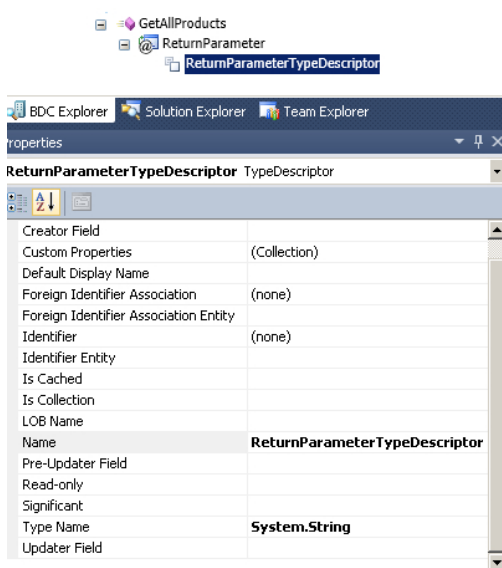 GetAllProducts
ReturnParameter
ReturnParameterTypeDescriptor
BDC Explorer Solution Explorer Team Explorer
Properties
ReturnParameterTypeDescriptor TypeDescriptor
Creator Field
Custom Properties (Collection)
Default Display Name
Foreign Identifier Association (none)
Foreign Identifier Association Entity
Identifier (none)
Identifier Entity
Is Cached
Is Collection
LOB Name
Name ReturnParameterTypeDescriptor
Pre-Updater Field
Read-only
Significant
Type Name System.String
Updater Field